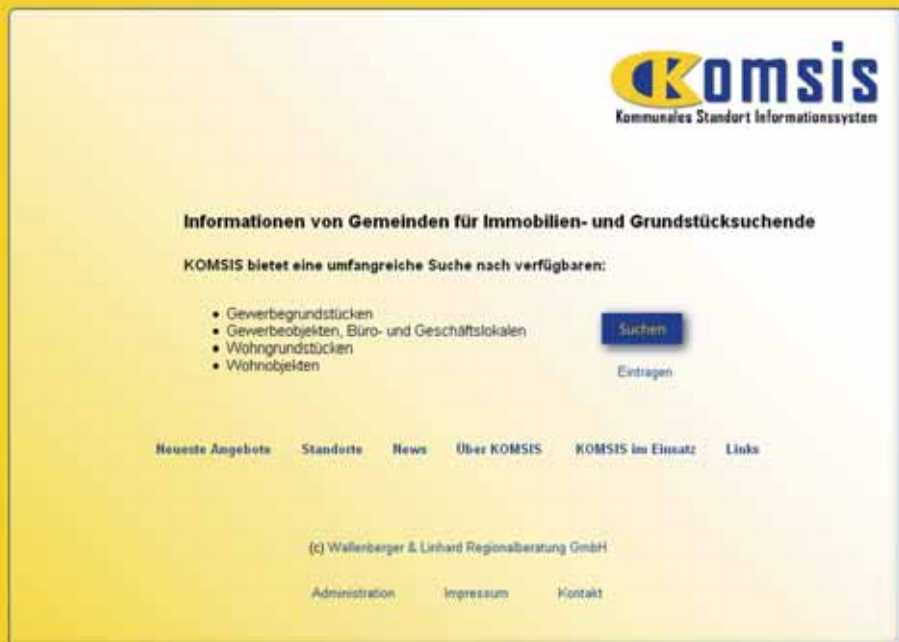 Komsis
Kommunales Standort Informationssystem
Informationen von Gemeinden für Immobilien- und Grundstücksuchende
KOMSIS bietet eine umfangreiche Suche nach verfügbaren:
• Gewerbegrundstücken
• Gewerbeobjekten, Büro- und Geschäftslokalen
• Wohngrundstücken
• Wohnobjekten
Suchen
Eintragen
Neueste Angebote Standorte News Über KOMSIS KOMSIS im Einsatz Links
(c) Wallenberger & Linhard Regionalberatung GmbH
Administration Impressum Kontakt